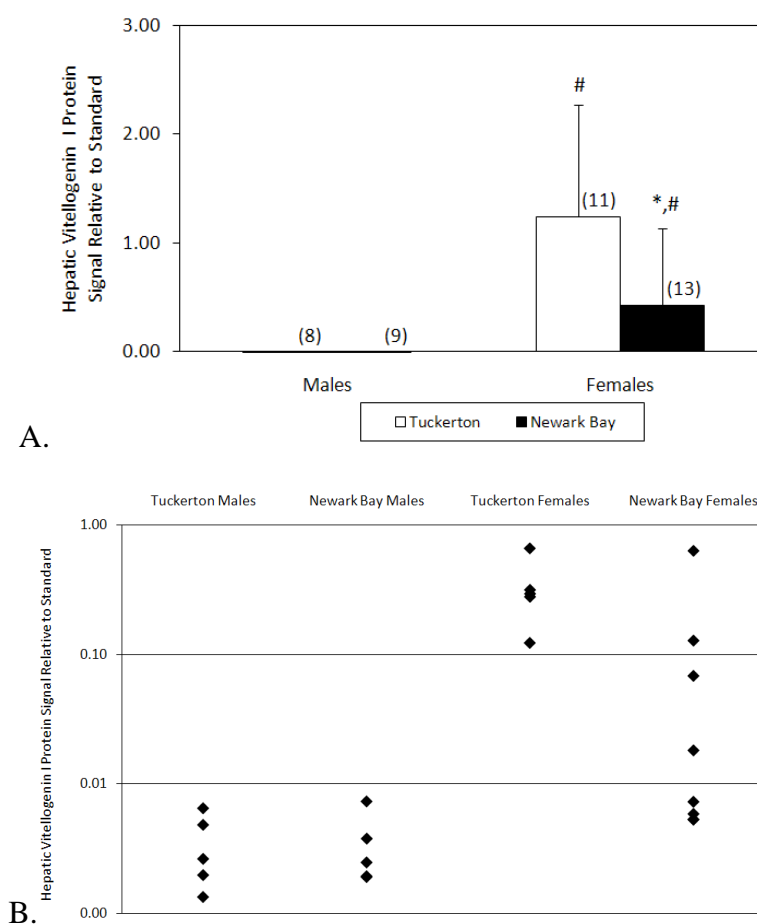 3.00
2.00
1.00
0.00
Hepatic Vitellogenin I Protein
Signal Relative to Standard
#
(11)
*,#
(13)
(8)
(9)
Males
Females
Tuckerton
Newark Bay
A.
Tuckerton Males
Newark Bay Males
Tuckerton Females
Newark Bay Females
1.00
0.10
0.01
0.00
Hepatic Vitellogenin I Protein Signal Relative to Standard
B.